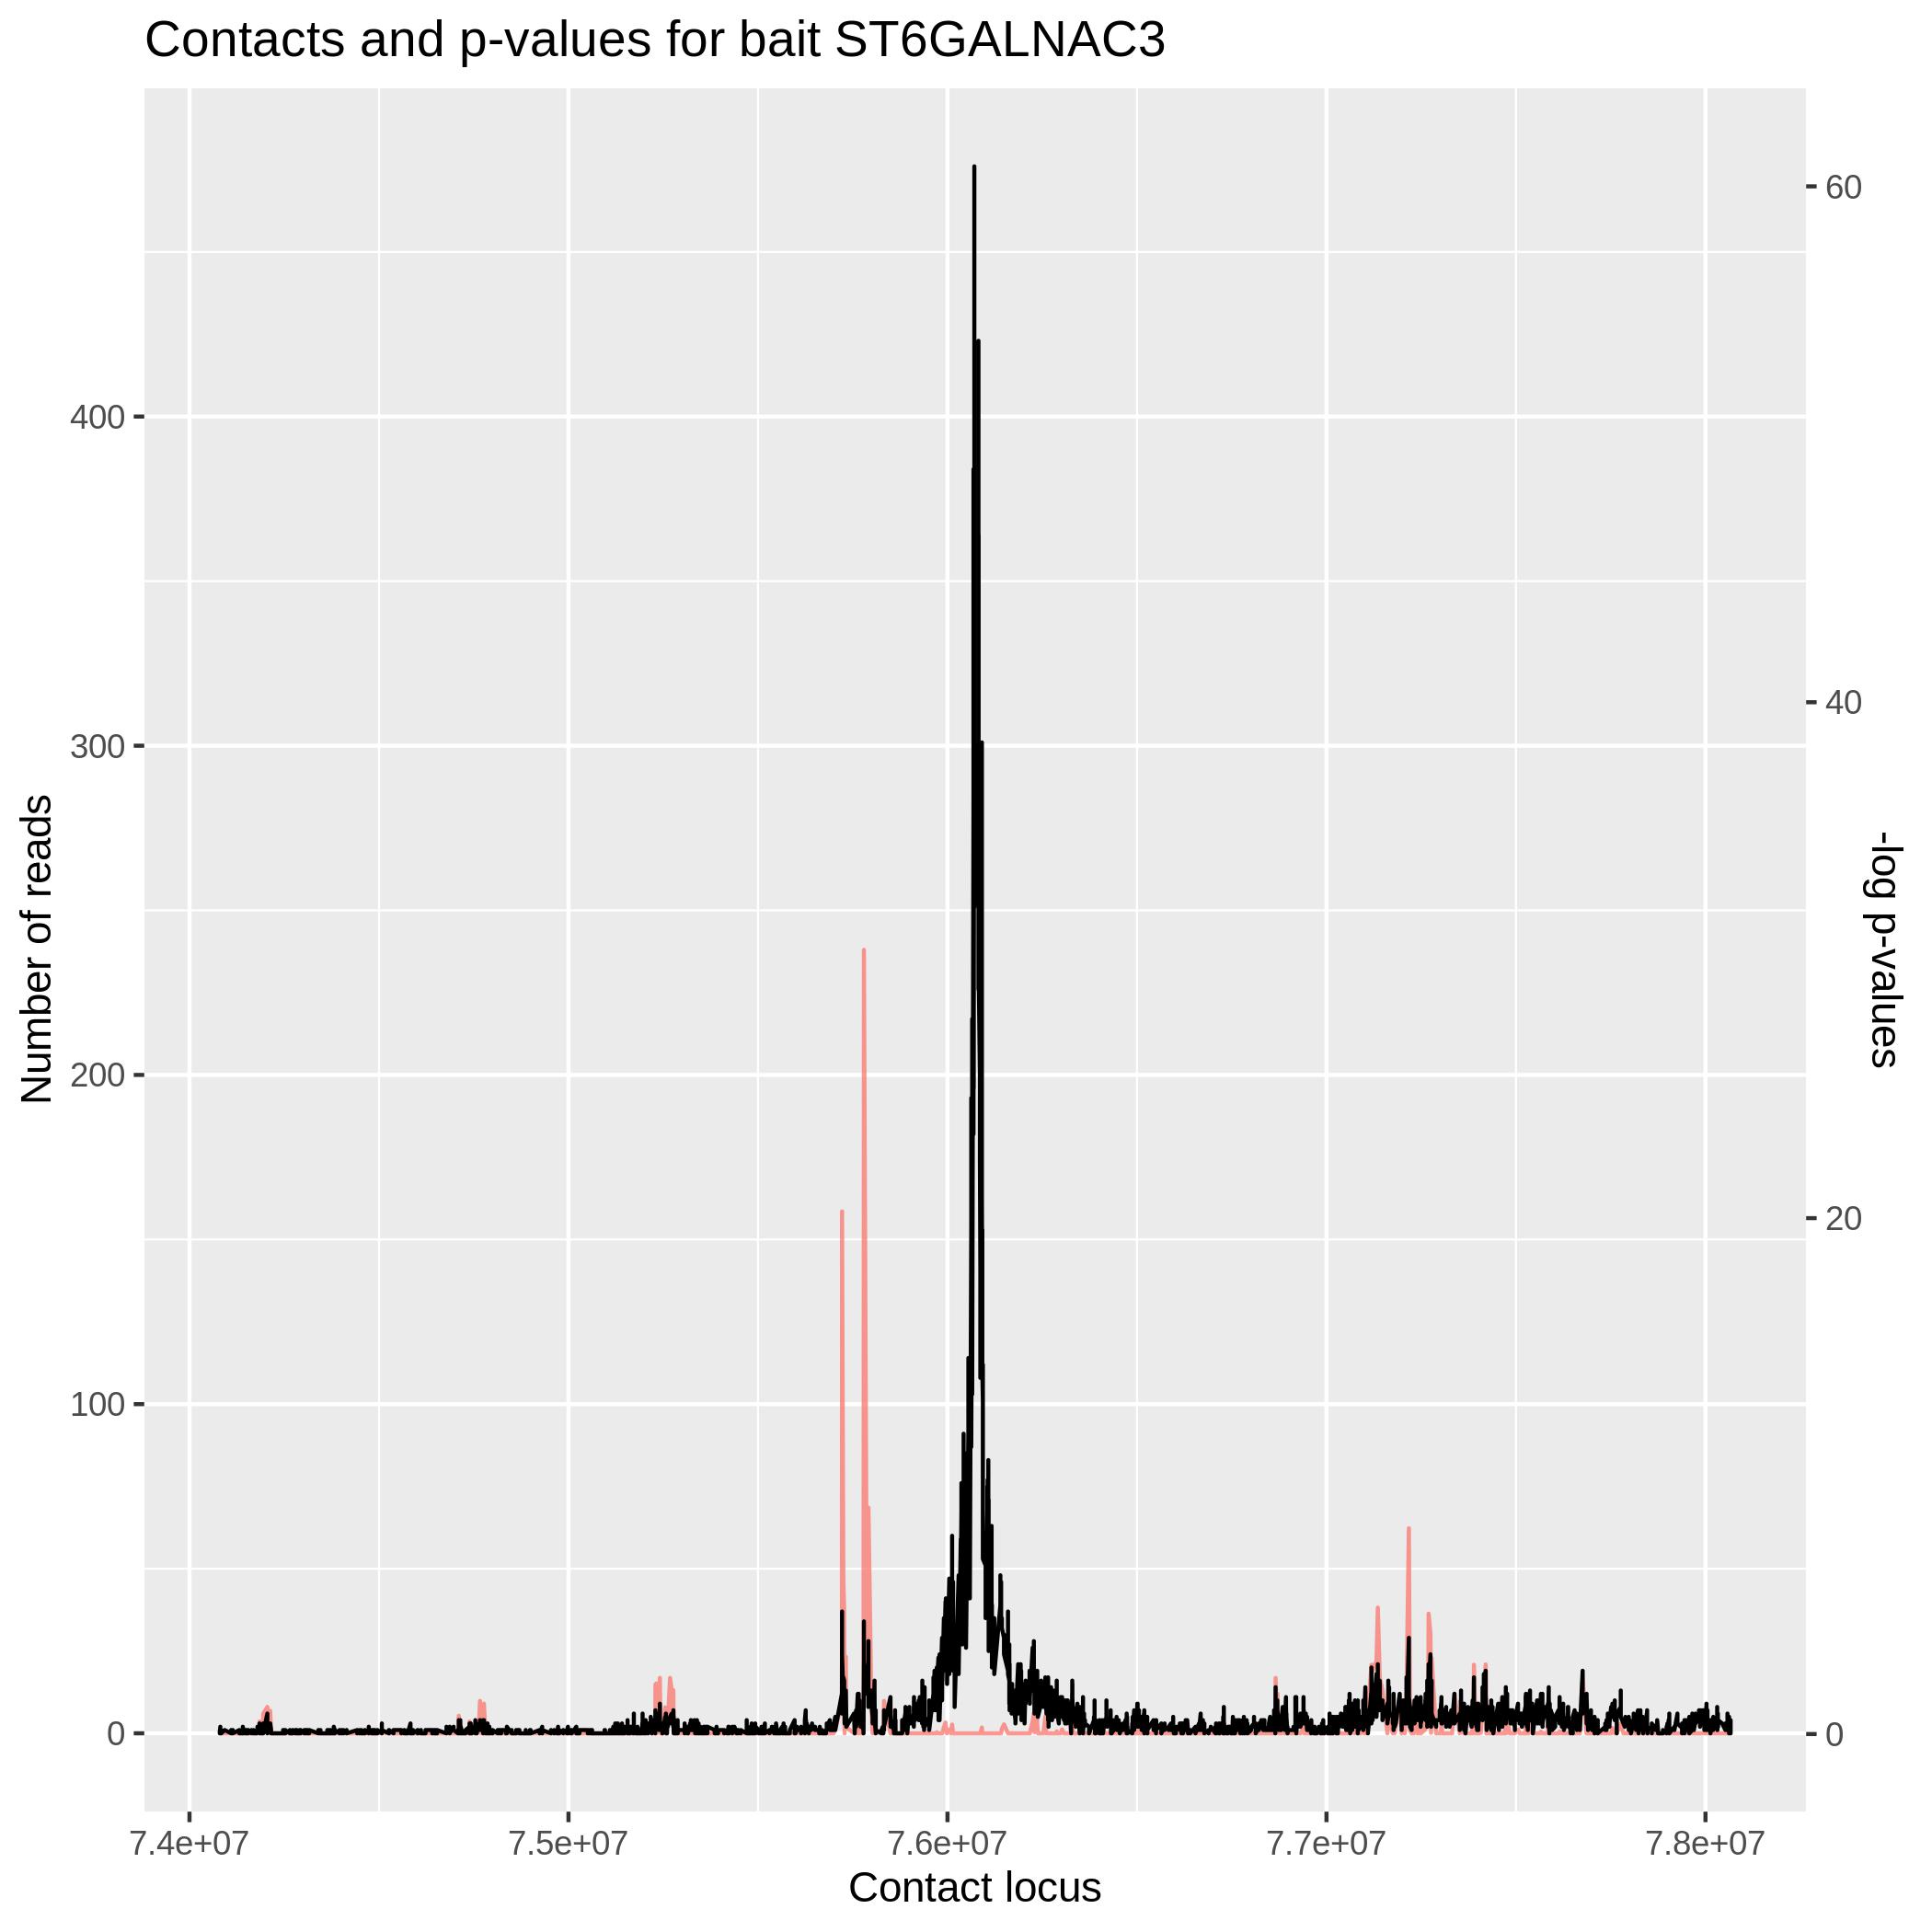 Contacts and p-values for bait ST6GALNAC3
60
400
40
300
Number of reads
-log p-values
200
20
100
0
0
7.4e+07
7.5e+07
7.6e+07
7.7e+07
7.8e+07
Contact locus